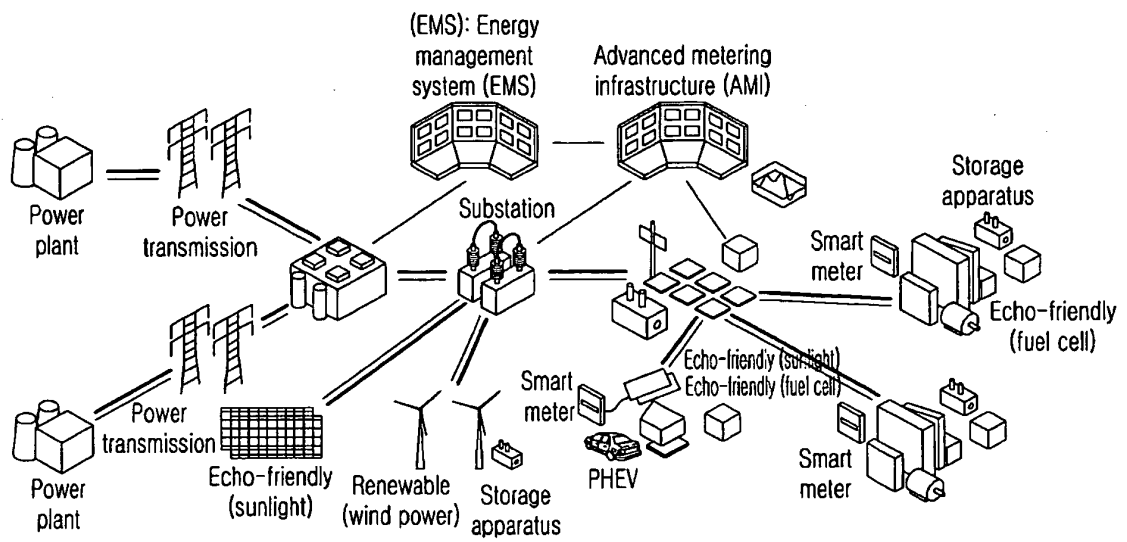 (EMS): Energy
management
system (EMS)
Advanced metering
infrastructure (AMI)
Power
plant
Power
transmission
Substation
Storage
apparatus
Smart
meter
Echo-friendly
(fuel cell)
Power
plant
Power
transmission
Echo-friendly
(sunlight)
Renewable
(wind power)
Storage
apparatus
Smart
meter
Echo-friendly (sunlight)
Echo-friendly (fuel cell)
PHEV
Smart
meter